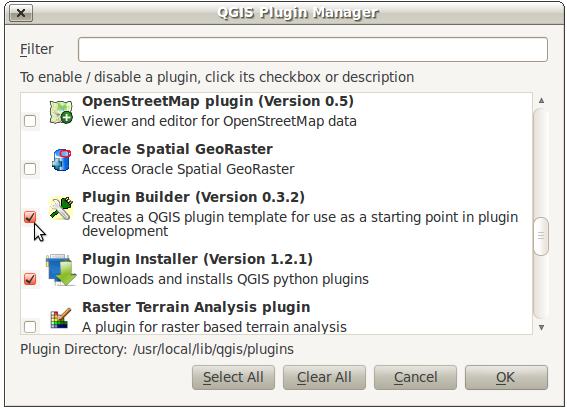 QGIS Plugin Manager
Filter
To enable / disable a plugin, click its checkbox or description
OpenStreetMap plugin (Version 0.5)
Viewer and editor for OpenStreetMap data
Oracle Spatial GeoRaster
Access Oracle Spatial GeoRaster
Plugin Builder (Version 0.3.2)
Creates a QGIS plugin template for use as a starting point in plugin
development
Plugin Installer (Version 1.2.1)
Downloads and installs QGIS python plugins
Raster Terrain Analysis plugin
A plugin for raster based terrain analysis
Plugin Directory: /usr/local/lib/qgis/plugins
Select All Clear All Cancel OK